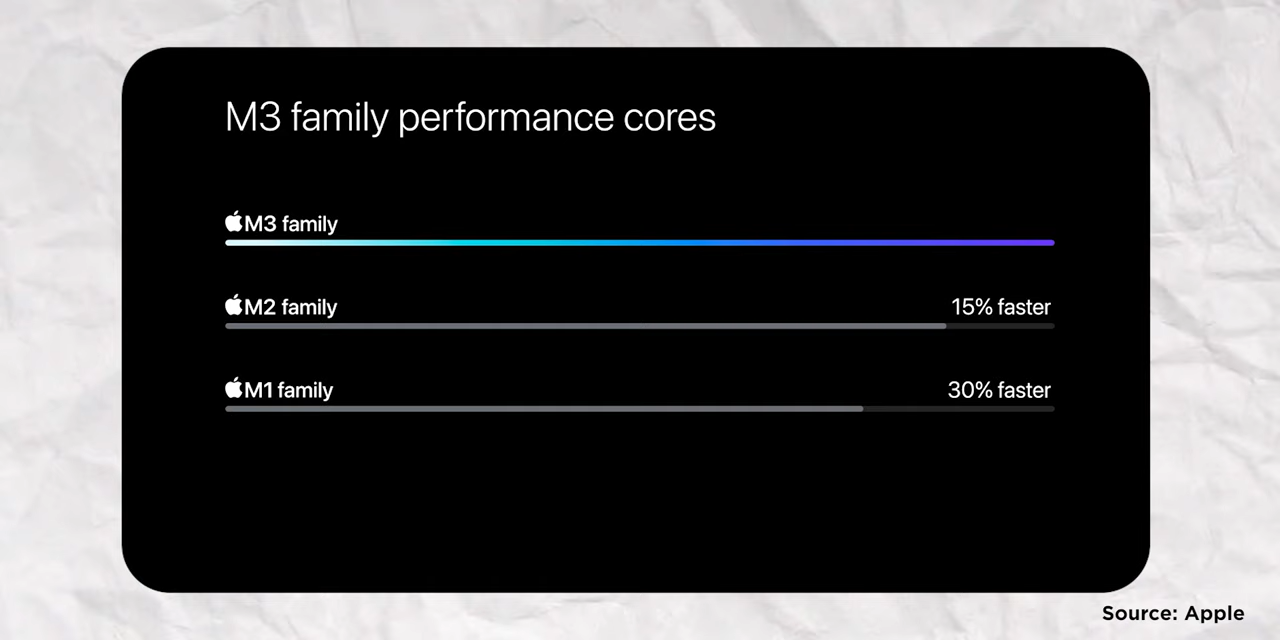 M3 family performance cores
M3 family
M2 family
15% faster
M1 family
30% faster
Source: Apple